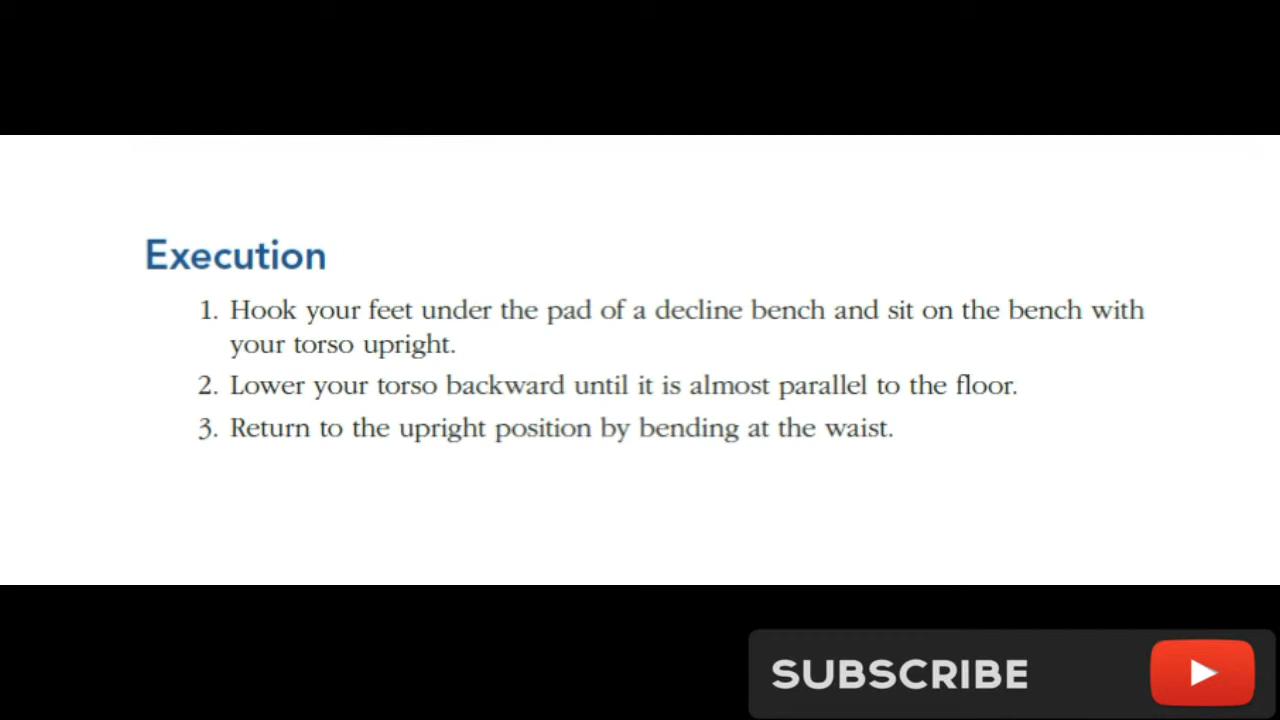 Execution
1. Hook your feet under the pad of a decline bench and sit on the bench with
your torso upright.
2. Lower your torso backward until it is almost parallel to the floor.
3. Return to the upright position by bending at the waist.
SUBSCRIBE